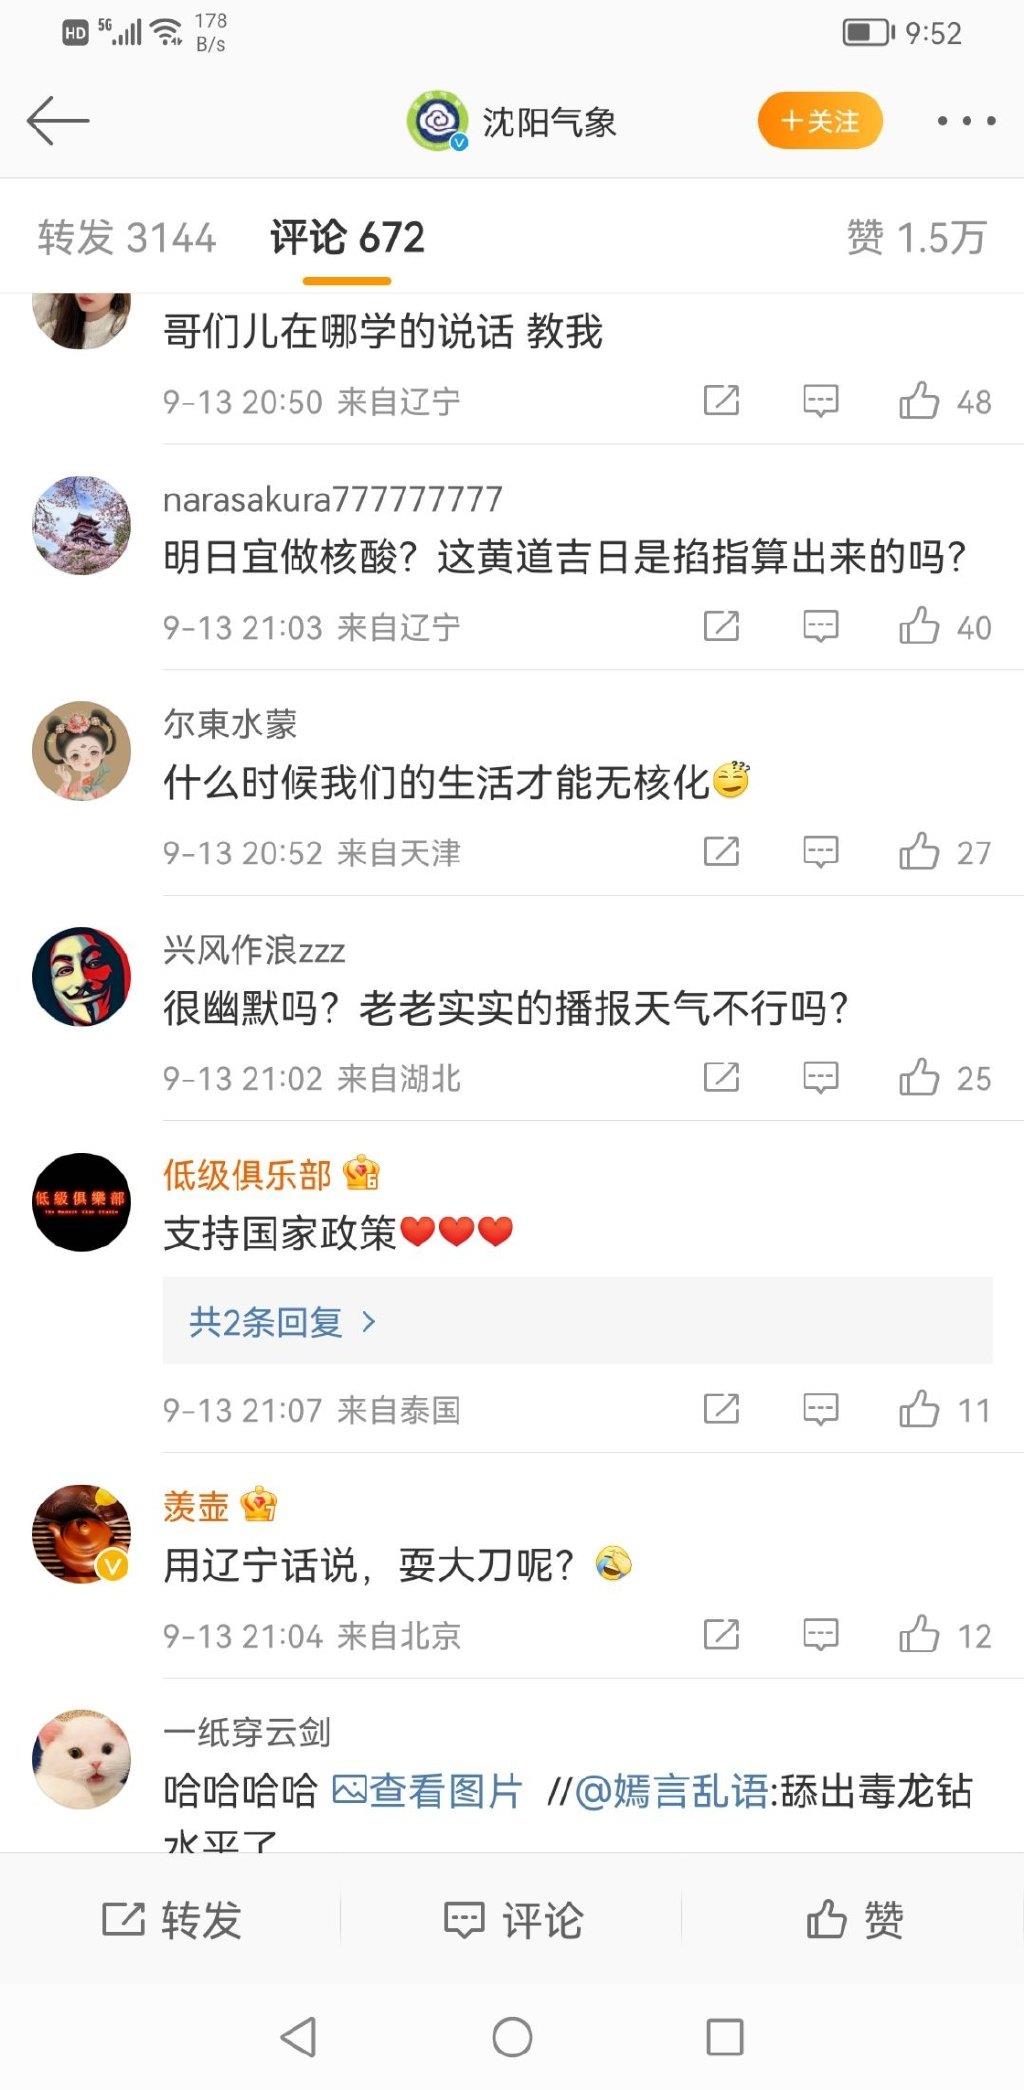 HD 5G 178 B/s 9:52
沈阳气象 +关注
转发 3144 评论 672 赞 1.5万
哥们儿在哪学的说话 教我
9-13 20:50 来自辽宁 48
narasakura777777777
明日宜做核酸？这黄道吉日是掐指算出来的吗？
9-13 21:03 来自辽宁 40
尔東水蒙
什么时候我们的生活才能无核化
9-13 20:52 来自天津 27
兴风作浪zzz
很幽默吗？老老实实的播报天气不行吗？
9-13 21:02 来自湖北 25
低级俱乐部
低級俱樂部
支持国家政策❤❤❤
共2条回复 >
9-13 21:07 来自泰国 11
羡壶
用辽宁话说，耍大刀呢？🤣
9-13 21:04 来自北京 12
一纸穿云剑
哈哈哈哈 查看图片 //@嫣言乱语:舔出毒龙钻
水平了
转发 评论 赞